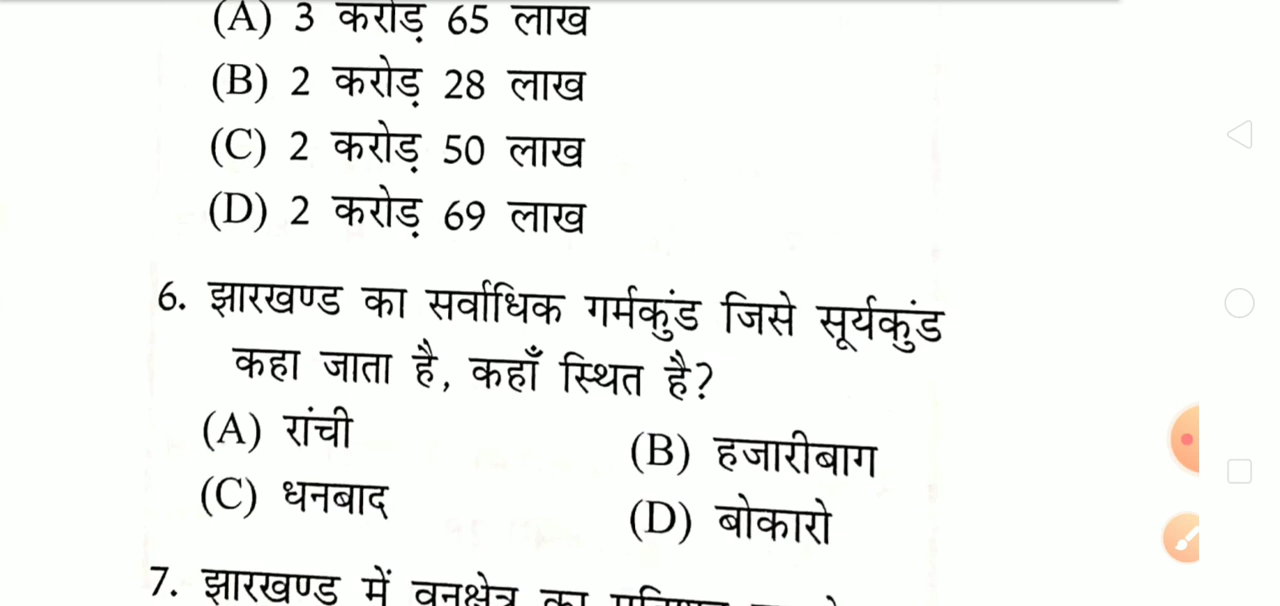 (A) 3 करोड़ 65 लाख
(B) 2 करोड़ 28 लाख
(C) 2 करोड़ 50 लाख
(D) 2 करोड़ 69 लाख
6. झारखण्ड का सर्वाधिक गर्मकुंड जिसे सूर्यकुंड
कहा जाता है, कहाँ स्थित है?
(A) रांची
(B) हजारीबाग
(C) धनबाद
(D) बोकारो
7. झारखण्ड में वनक्षेत्र का